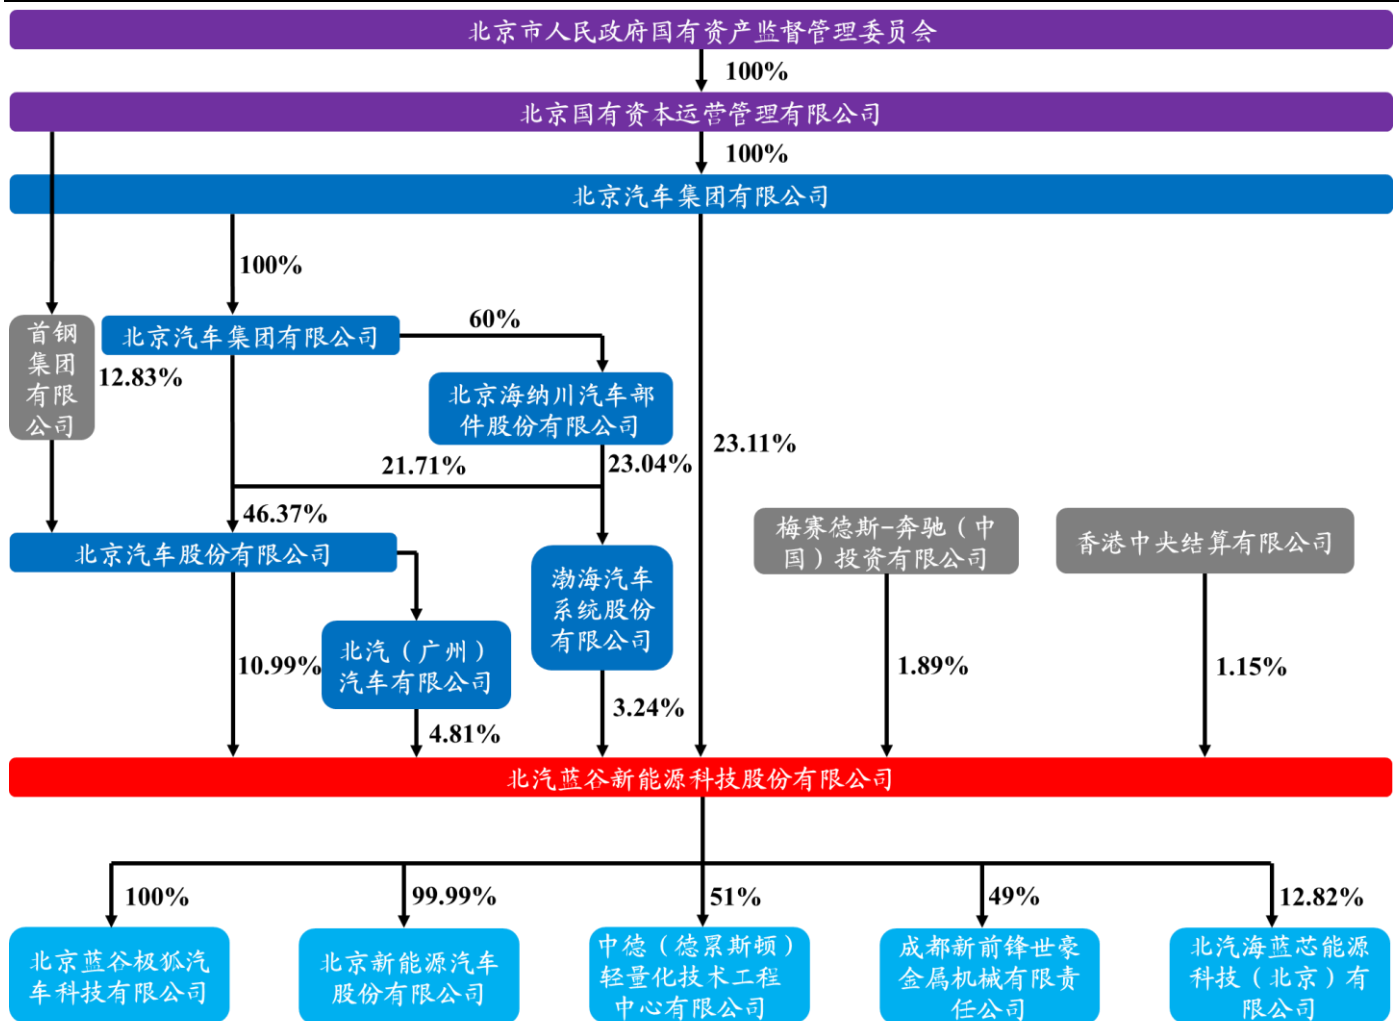 北京市人民政府国有资产监督管理委员会
100%
北京国有资本运营管理有限公司
100%
北京汽车集团有限公司
100%
首钢
集团
有限
公司
12.83%
北京汽车集团有限公司
60%
北京海纳川汽车部
件股份有限公司
21.71%
23.04%
23.11%
46.37%
北京汽车股份有限公司
渤海汽车
系统股份
有限公司
梅赛德斯-奔驰（中
国）投资有限公司
香港中央结算有限公司
北汽（广州）
汽车有限公司
10.99%
4.81%
3.24%
1.89%
1.15%
北汽蓝谷新能源科技股份有限公司
100%
99.99%
51%
49%
12.82%
北京蓝谷极狐汽
车科技有限公司
北京新能源汽车
股份有限公司
中德（德累斯顿）
轻量化技术工程
中心有限公司
成都新前锋世豪
金属机械有限责
任公司
北汽海蓝芯能源
科技（北京）有
限公司